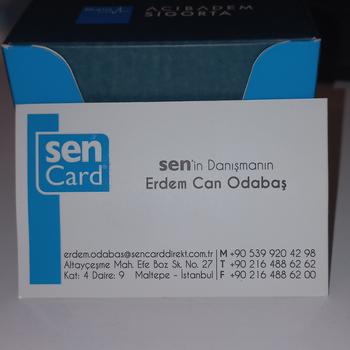 ACIBADEM
SİGORTA
sen
Card
sen'in Danışmanın
Erdem Can Odabaş
erdem.odabas@sencarddirekt.com.tr | M +90 539 920 42 98
Altayçeşme Mah. Efe Boz Sk. No. 27 | T +90 216 488 62 62
Kat: 4 Daire: 9 Maltepe - İstanbul | F +90 216 488 62 00